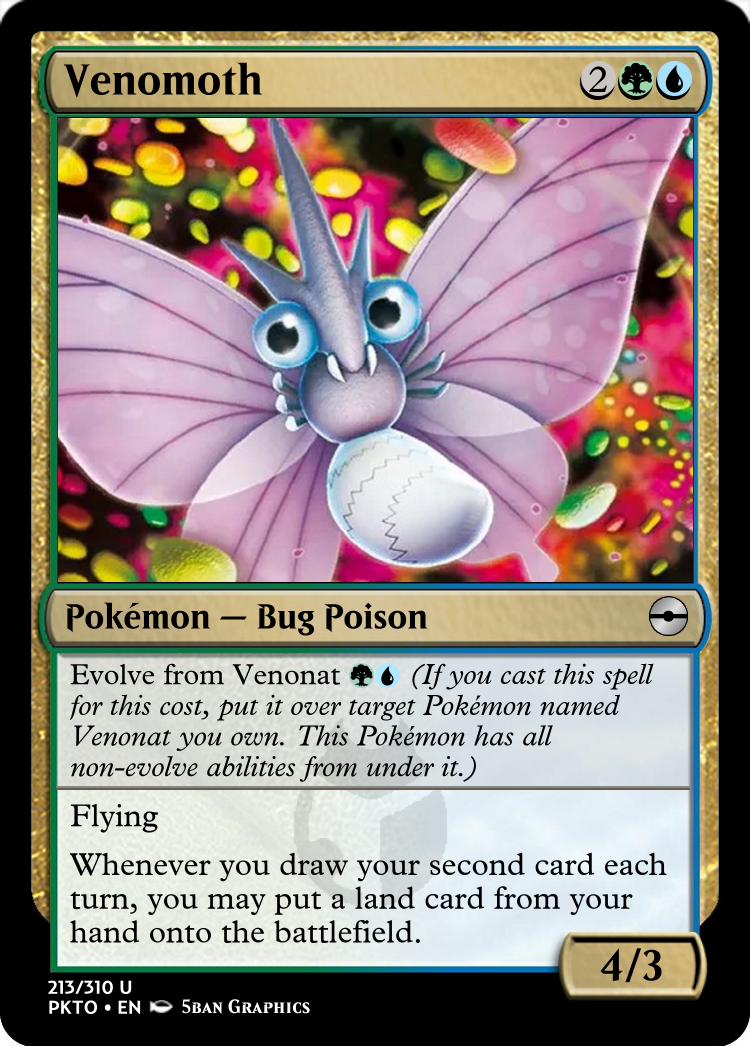 Venomoth 2
Pokémon — Bug Poison
Evolve from Venonat (If you cast this spell
for this cost, put it over target Pokémon named
Venonat you own. This Pokémon has all
non-evolve abilities from under it.)
Flying
Whenever you draw your second card each
turn, you may put a land card from your
hand onto the battlefield.
4/3
213/310 U
PKTO • EN 5ban Graphics